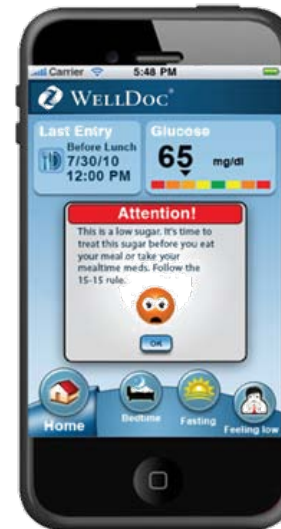 Carrier 5:48 PM
WELLDOC®
Last Entry
Before Lunch
7/30/10
12:00 PM
Glucose
65 mg/dl
Attention!
This is a low sugar. It's time to
treat this sugar before you eat
your meal or take your
mealtime meds. Follow the
15-15 rule.
OK
Home
Bedtime
Fasting
Feeling low